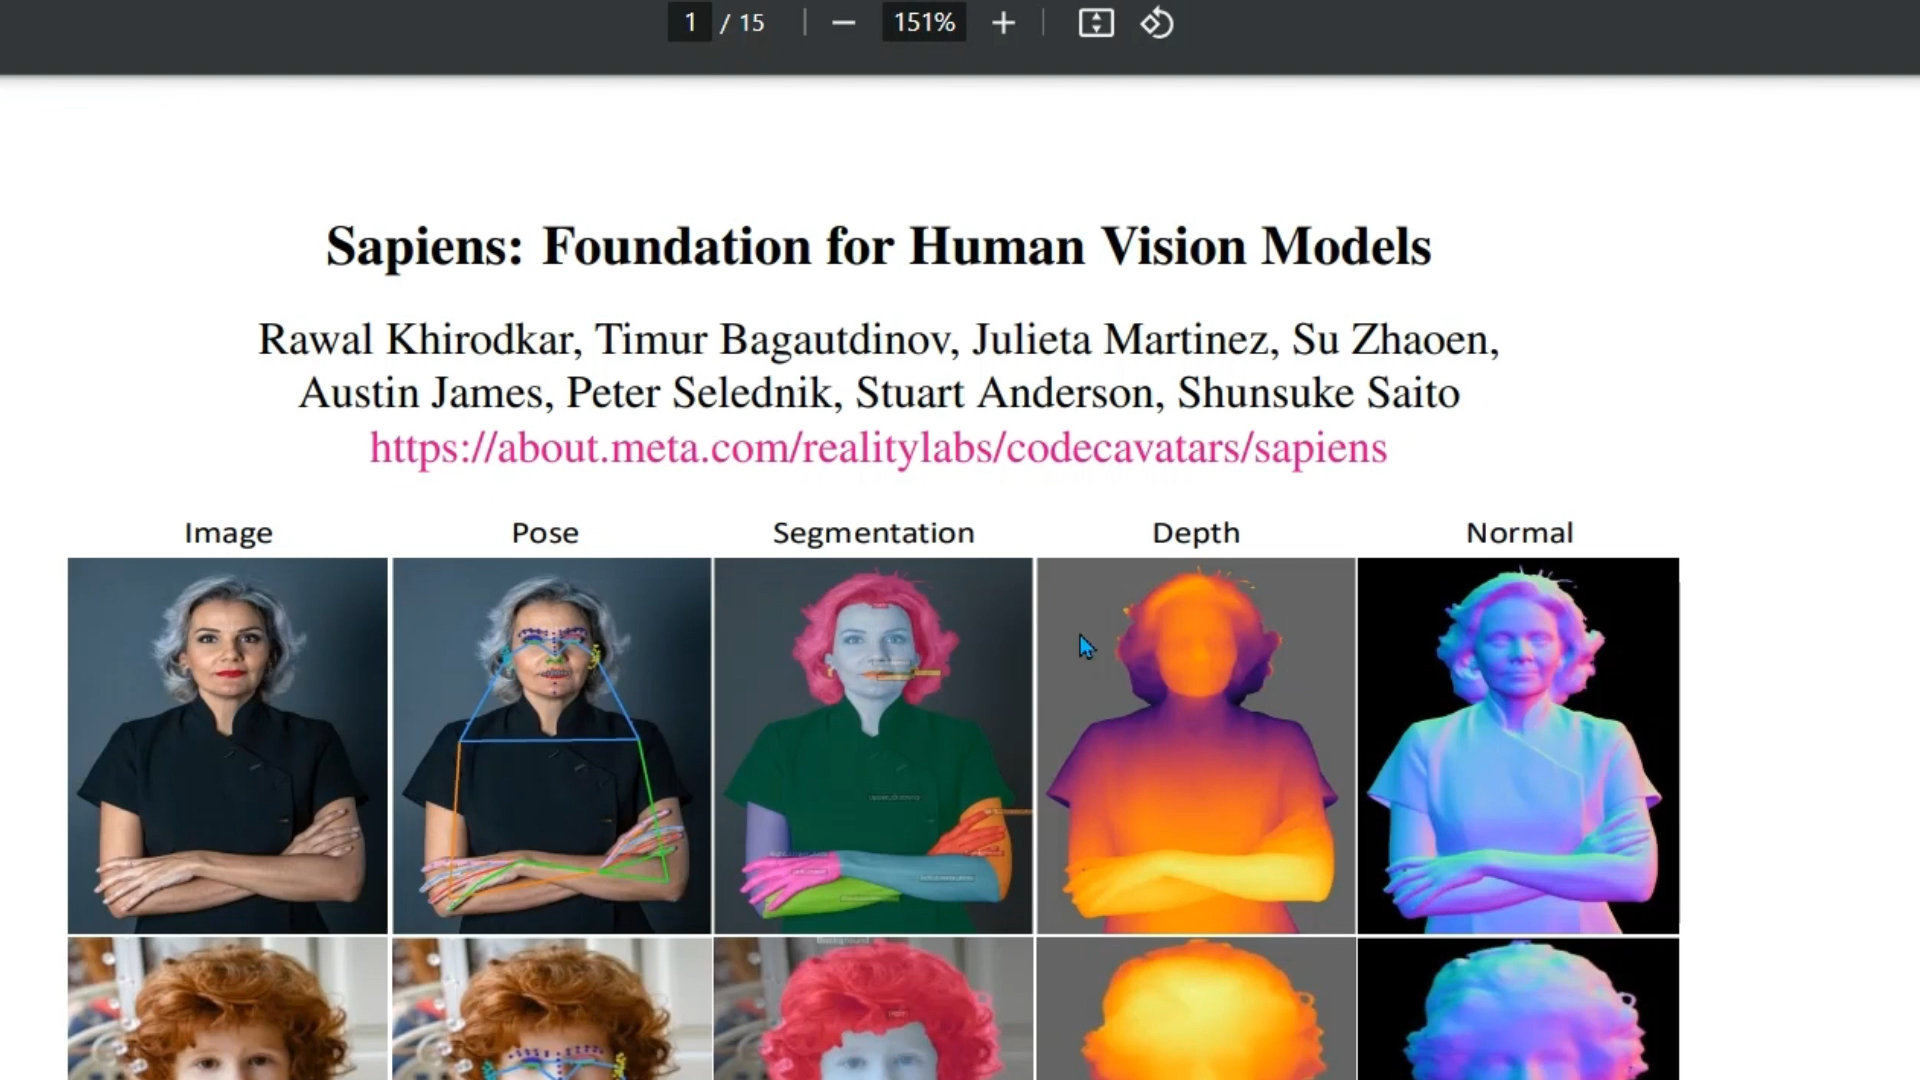 1 / 15 151%
Sapiens: Foundation for Human Vision Models
Rawal Khirodkar, Timur Bagautdinov, Julieta Martinez, Su Zhaoen,
Austin James, Peter Selednik, Stuart Anderson, Shunsuke Saito
https://about.meta.com/realitylabs/codecavatars/sapiens
Image Pose Segmentation Depth Normal
Background